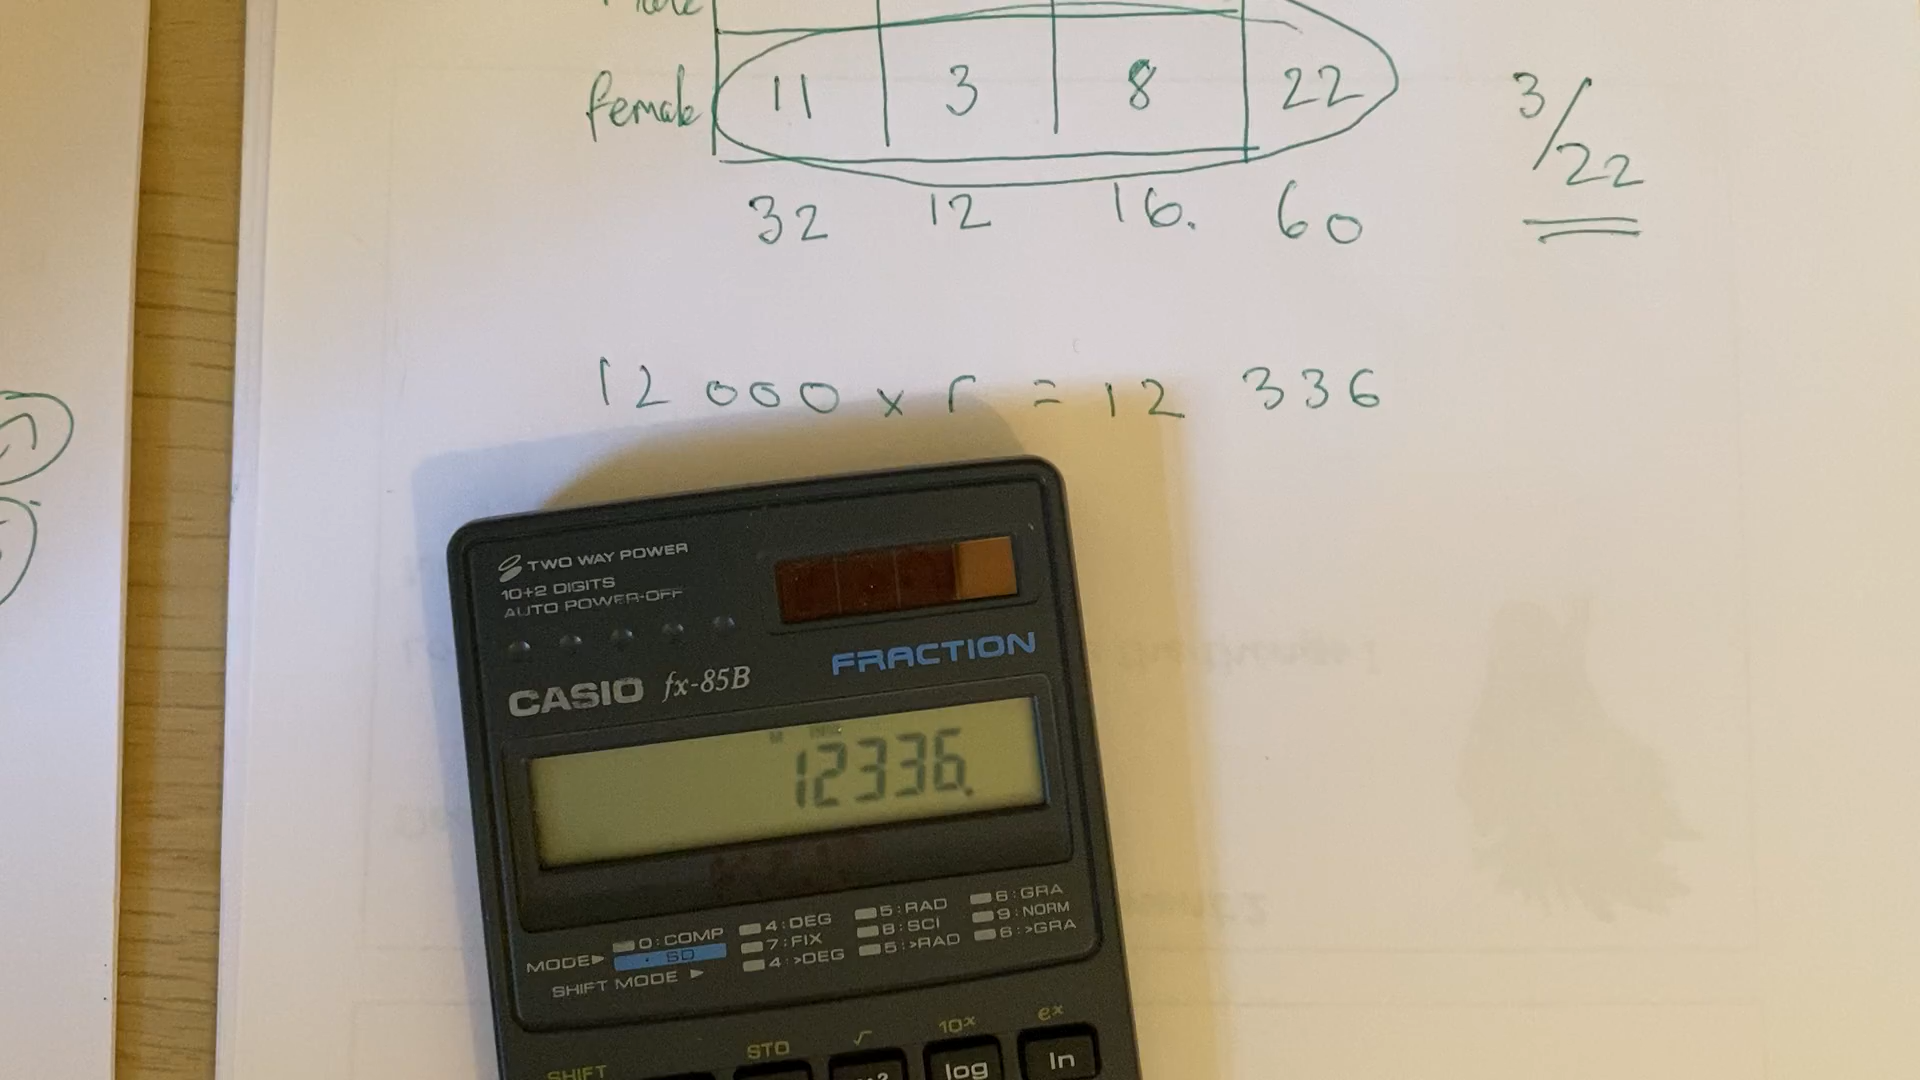 female 11 3 8 22
3/22
32 12 16. 60
12 000 x r = 12 336
TWO WAY POWER
10+2 DIGITS
AUTO POWER-OFF
FRACTION
CASIO fx-85B
12336.
MODE▶ 0:COMP 4:DEG 5:RAD 6:GRA
· SD 7:FIX 8:SCI 9:NORM
SHIFT MODE ▶ 4:>DEG 5:>RAD 6:>GRA
SHIFT STO √ 10x ex
log ln